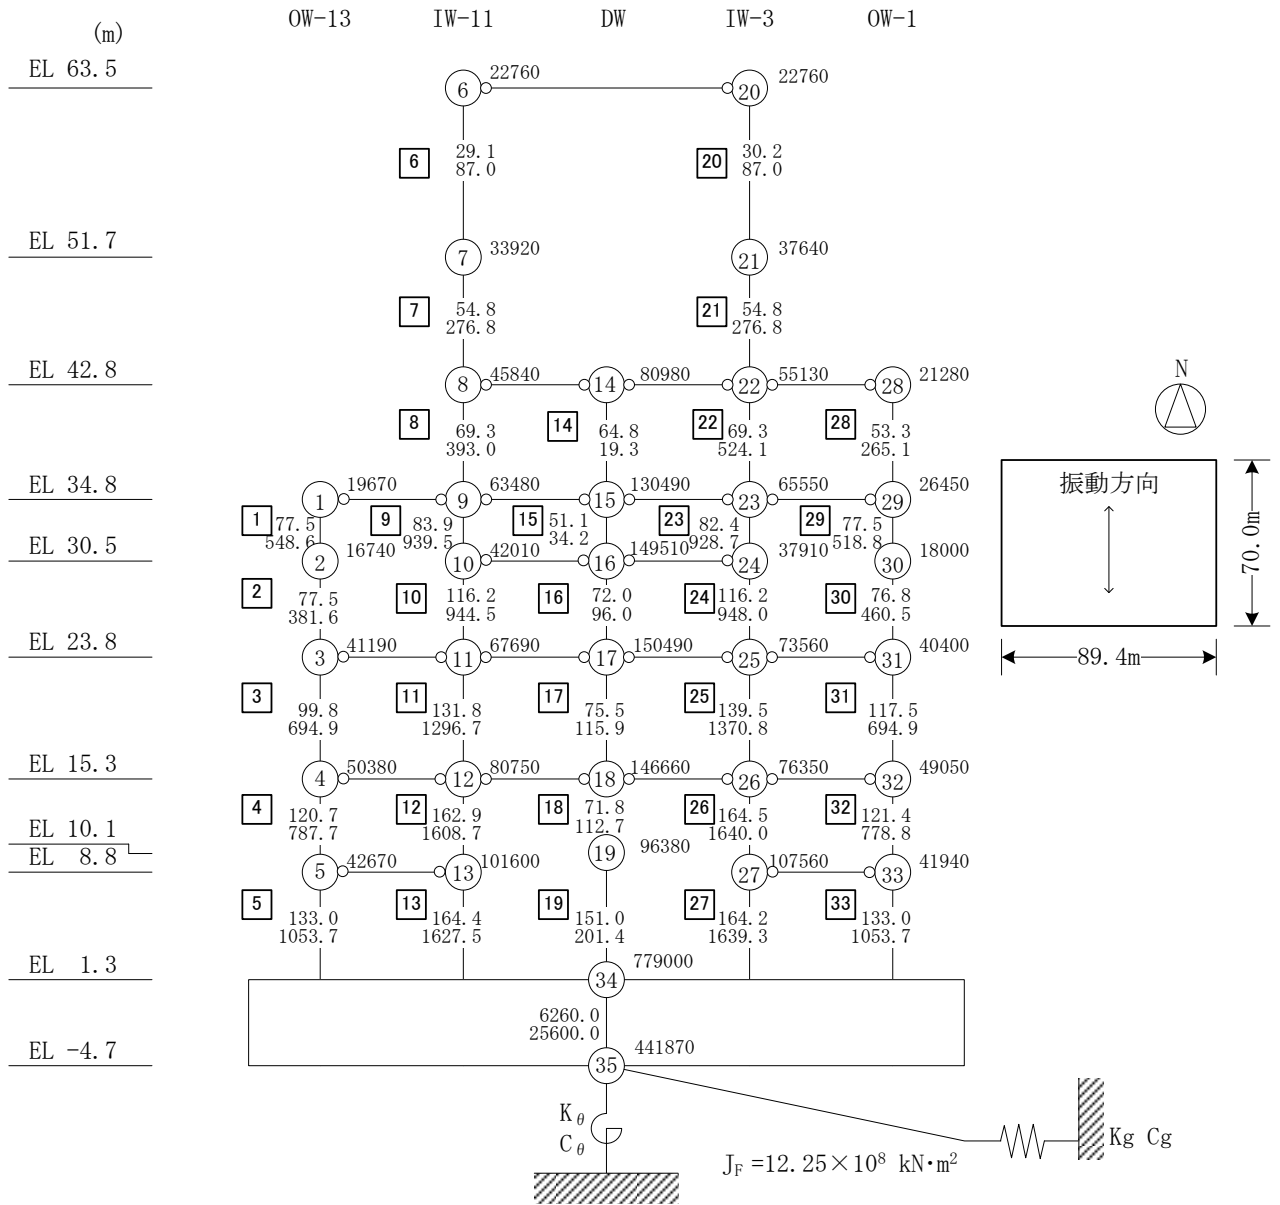 OW-13 IW-11 DW IW-3 OW-1
(m)
EL 63.5
6 22760 20 22760
6 29.1 20 30.2
87.0 87.0
EL 51.7
7 33920 21 37640
7 54.8 21 54.8
276.8 276.8
EL 42.8
8 45840 14 80980 22 55130 28 21280
8 69.3 14 64.8 22 69.3 28 53.3
393.0 19.3 524.1 265.1
EL 34.8
1 19670 9 63480 15 130490 23 65550 29 26450
1 77.5 9 83.9 15 51.1 23 82.4 29 77.5
548.6 939.5 34.2 928.7 518.8
EL 30.5
2 16740 10 42010 16 149510 24 37910 30 18000
2 77.5 10 116.2 16 72.0 24 116.2 30 76.8
381.6 944.5 96.0 948.0 460.5
EL 23.8
3 41190 11 67690 17 150490 25 73560 31 40400
3 99.8 11 131.8 17 75.5 25 139.5 31 117.5
694.9 1296.7 115.9 1370.8 694.9
EL 15.3
4 50380 12 80750 18 146660 26 76350 32 49050
4 120.7 12 162.9 18 71.8 26 164.5 32 121.4
787.7 1608.7 112.7 1640.0 778.8
EL 10.1
19 96380
EL 8.8
5 42670 13 101600 27 107560 33 41940
5 133.0 13 164.4 19 151.0 27 164.2 33 133.0
1053.7 1627.5 201.4 1639.3 1053.7
EL 1.3
34 779000
6260.0
25600.0
EL -4.7
35 441870
Kθ
Cθ
Kg Cg
J_F =12.25×10⁸ kN・m²
N
振動方向
70.0m
89.4m